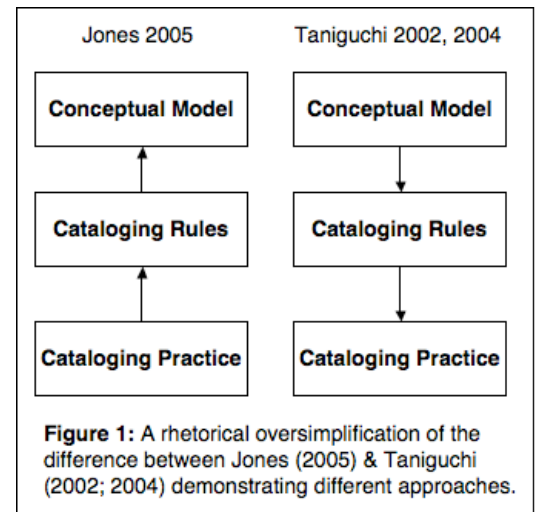 Jones 2005
Taniguchi 2002, 2004
Conceptual Model
Conceptual Model
Cataloging Rules
Cataloging Rules
Cataloging Practice
Cataloging Practice
Figure 1: A rhetorical oversimplification of the
difference between Jones (2005) & Taniguchi
(2002; 2004) demonstrating different approaches.